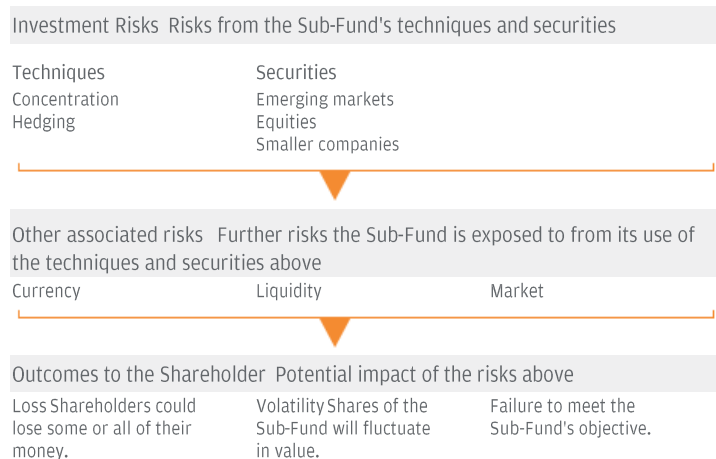 Investment Risks Risks from the Sub-Fund's techniques and securities
Techniques
Concentration
Hedging
Securities
Emerging markets
Equities
Smaller companies
Other associated risks Further risks the Sub-Fund is exposed to from its use of
the techniques and securities above
Currency
Liquidity
Market
Outcomes to the Shareholder Potential impact of the risks above
Loss Shareholders could
lose some or all of their
money.
Volatility Shares of the
Sub-Fund will fluctuate
in value.
Failure to meet the
Sub-Fund's objective.